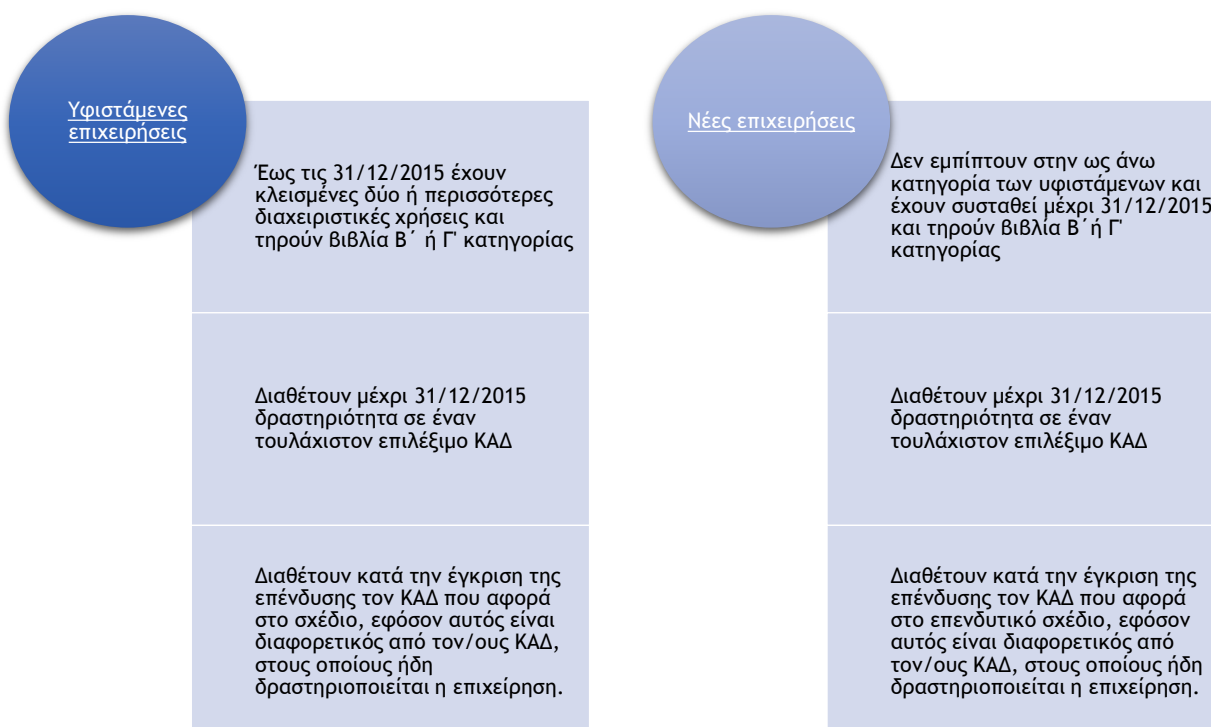 Υφιστάμενες
επιχειρήσεις
Έως τις 31/12/2015 έχουν
κλεισμένες δύο ή περισσότερες
διαχειριστικές χρήσεις και
τηρούν βιβλία Β΄ ή Γ' κατηγορίας
Διαθέτουν μέχρι 31/12/2015
δραστηριότητα σε έναν
τουλάχιστον επιλέξιμο ΚΑΔ
Διαθέτουν κατά την έγκριση της
επένδυσης τον ΚΑΔ που αφορά
στο σχέδιο, εφόσον αυτός είναι
διαφορετικός από τον/ους ΚΑΔ,
στους οποίους ήδη
δραστηριοποιείται η επιχείρηση.
Νέες επιχειρήσεις
Δεν εμπίπτουν στην ως άνω
κατηγορία των υφιστάμενων και
έχουν συσταθεί μέχρι 31/12/2015
και τηρούν βιβλία Β΄ή Γ'
κατηγορίας
Διαθέτουν μέχρι 31/12/2015
δραστηριότητα σε έναν
τουλάχιστον επιλέξιμο ΚΑΔ
Διαθέτουν κατά την έγκριση της
επένδυσης τον ΚΑΔ που αφορά
στο επενδυτικό σχέδιο, εφόσον
αυτός είναι διαφορετικός από
τον/ους ΚΑΔ, στους οποίους ήδη
δραστηριοποιείται η επιχείρηση.